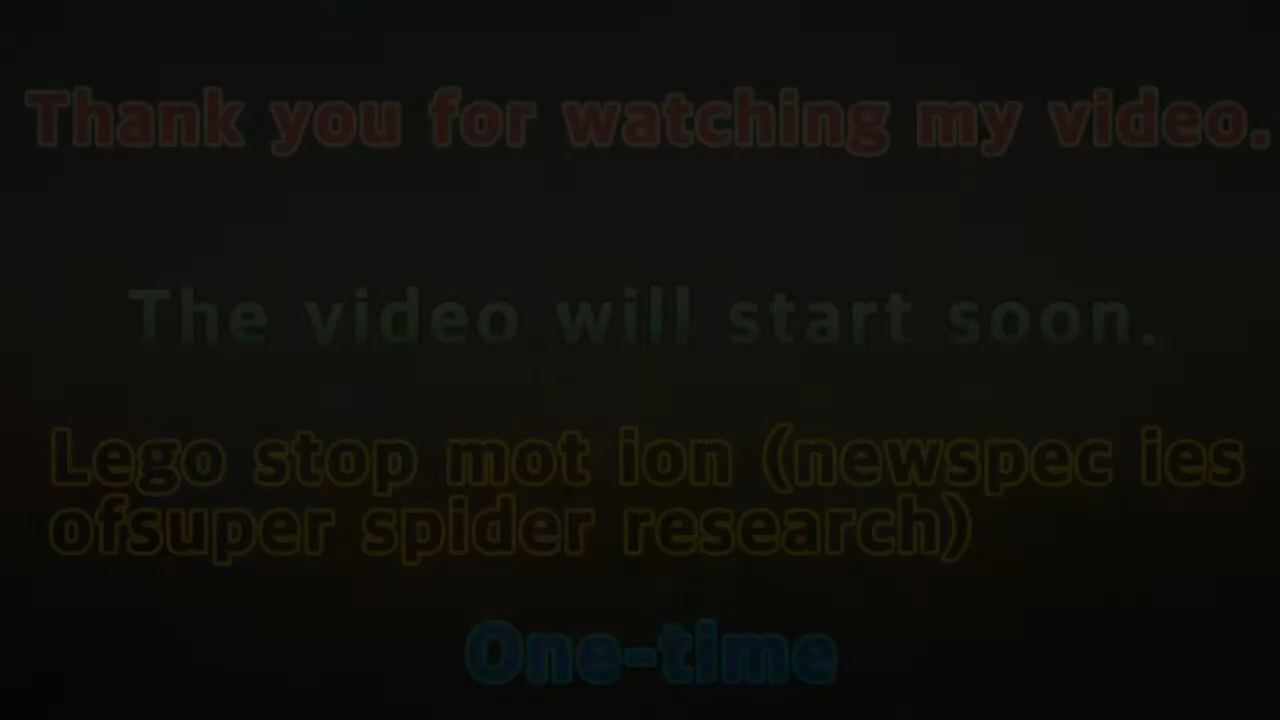 Thank you for watching my video.
The video will start soon.
Lego stop mot ion (newspec ies
ofsuper spider research)
One-time